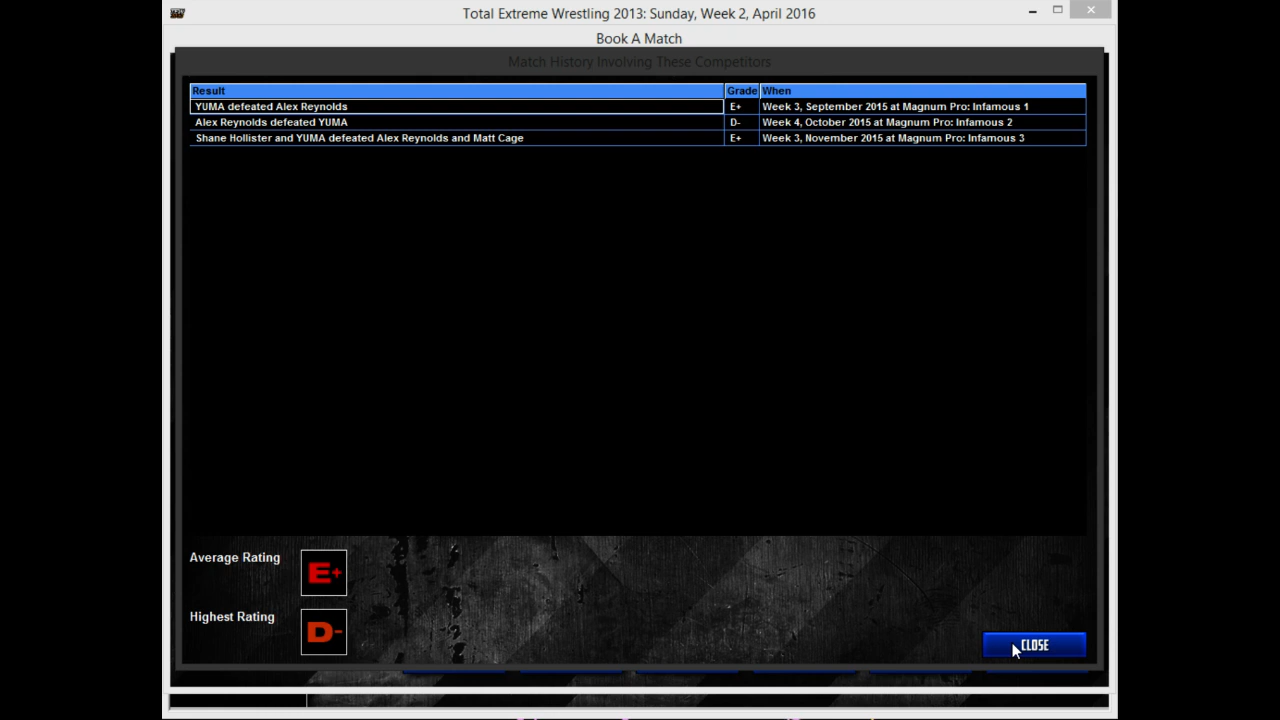 Total Extreme Wrestling 2013: Sunday, Week 2, April 2016
Book A Match
Match History Involving These Competitors
Result Grade When
YUMA defeated Alex Reynolds E+ Week 3, September 2015 at Magnum Pro: Infamous 1
Alex Reynolds defeated YUMA D- Week 4, October 2015 at Magnum Pro: Infamous 2
Shane Hollister and YUMA defeated Alex Reynolds and Matt Cage E+ Week 3, November 2015 at Magnum Pro: Infamous 3
Average Rating E+
Highest Rating D-
CLOSE